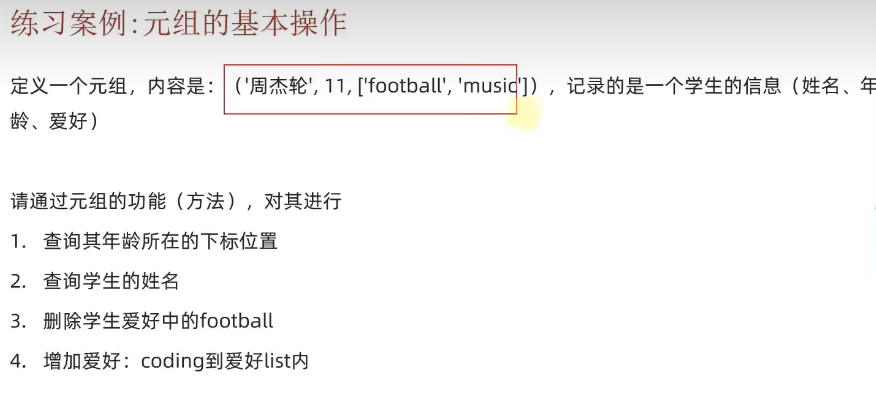 练习案例:元组的基本操作
定义一个元组，内容是：（'周杰轮', 11, ['football', 'music']），记录的是一个学生的信息（姓名、年
龄、爱好）
请通过元组的功能（方法），对其进行
1. 查询其年龄所在的下标位置
2. 查询学生的姓名
3. 删除学生爱好中的football
4. 增加爱好：coding到爱好list内